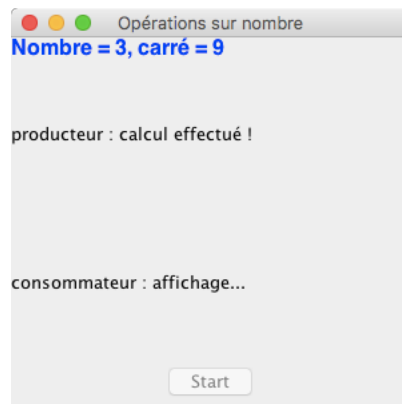 Opérations sur nombre
Nombre = 3, carré = 9
producteur : calcul effectué !
consommateur : affichage...
Start